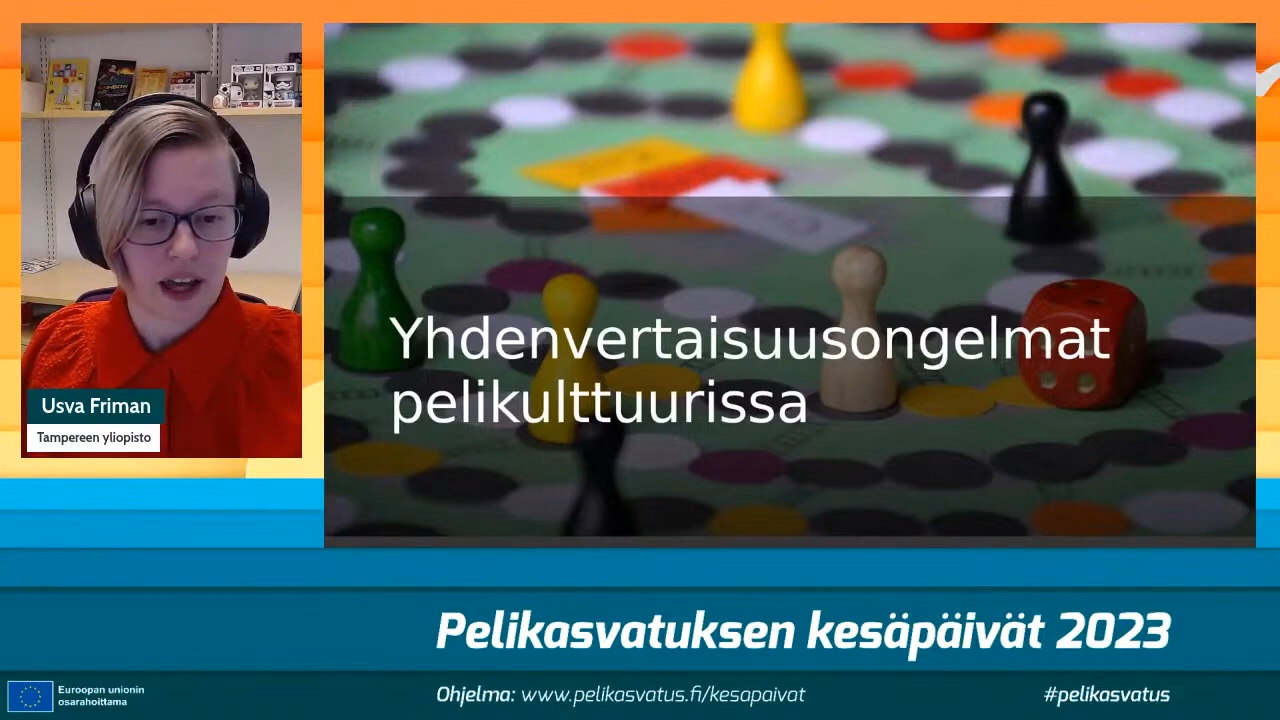 Yhdenvertaisuusongelmat
pelikulttuurissa
Usva Friman
Tampereen yliopisto
Pelikasvatuksen kesäpäivät 2023
Euroopan unionin
osarahoittama
Ohjelma: www.pelikasvatus.fi/kesapaivat
#pelikasvatus